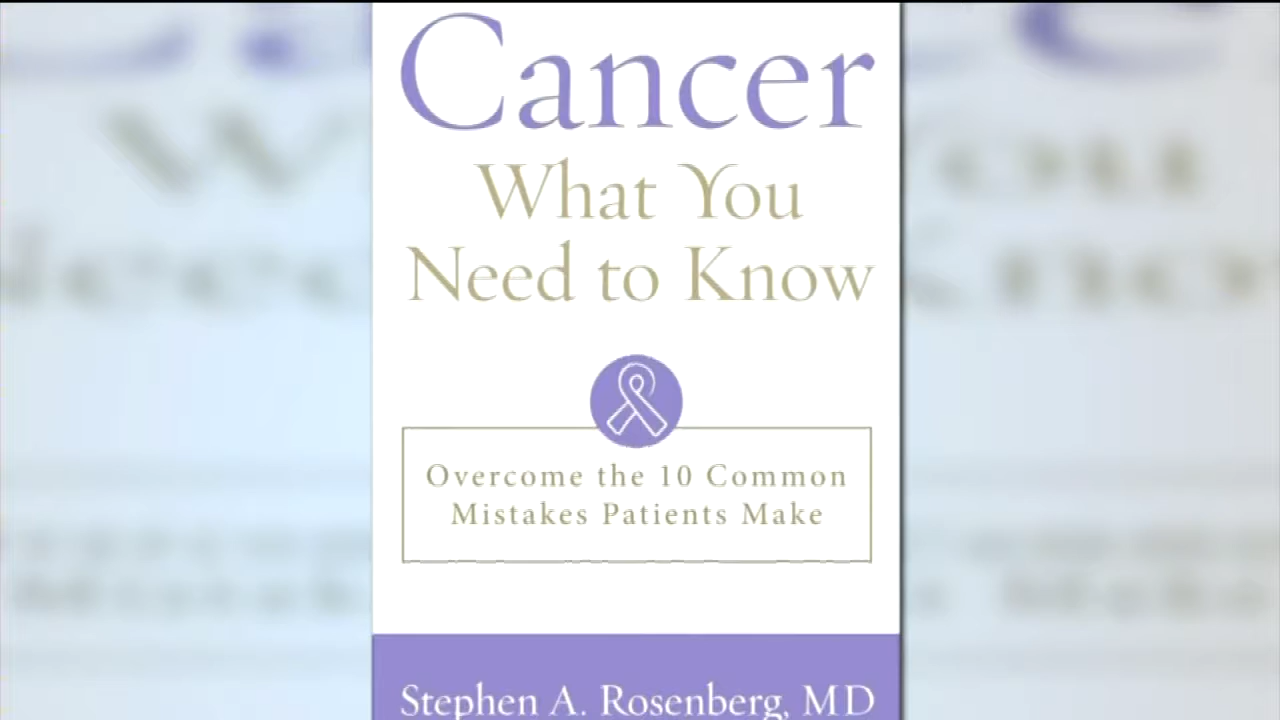 Cancer
What You
Need to Know
Overcome the 10 Common
Mistakes Patients Make
Stephen A. Rosenberg, MD